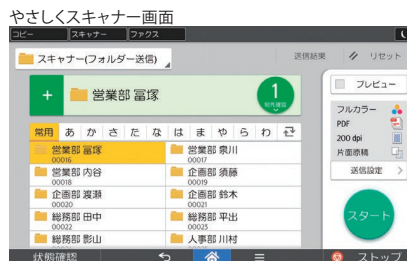 やさしくスキャナー画面
コピー スキャナー ファクス
スキャナー(フォルダー送信) 送信結果 リセット
+ 営業部 冨塚 1
宛先確認
プレビュー
フルカラー
PDF
200 dpi
片面原稿
送信設定 >
スタート
常用 あ か さ た な は ま や ら わ
営業部 冨塚 営業部 泉川
00016 00017
営業部 内谷 企画部 須藤
00018 00019
企画部 渡瀬 企画部 鈴木
00020 00021
総務部 田中 総務部 平出
00022 00023
総務部 影山 人事部 川村
状態確認 ストップ